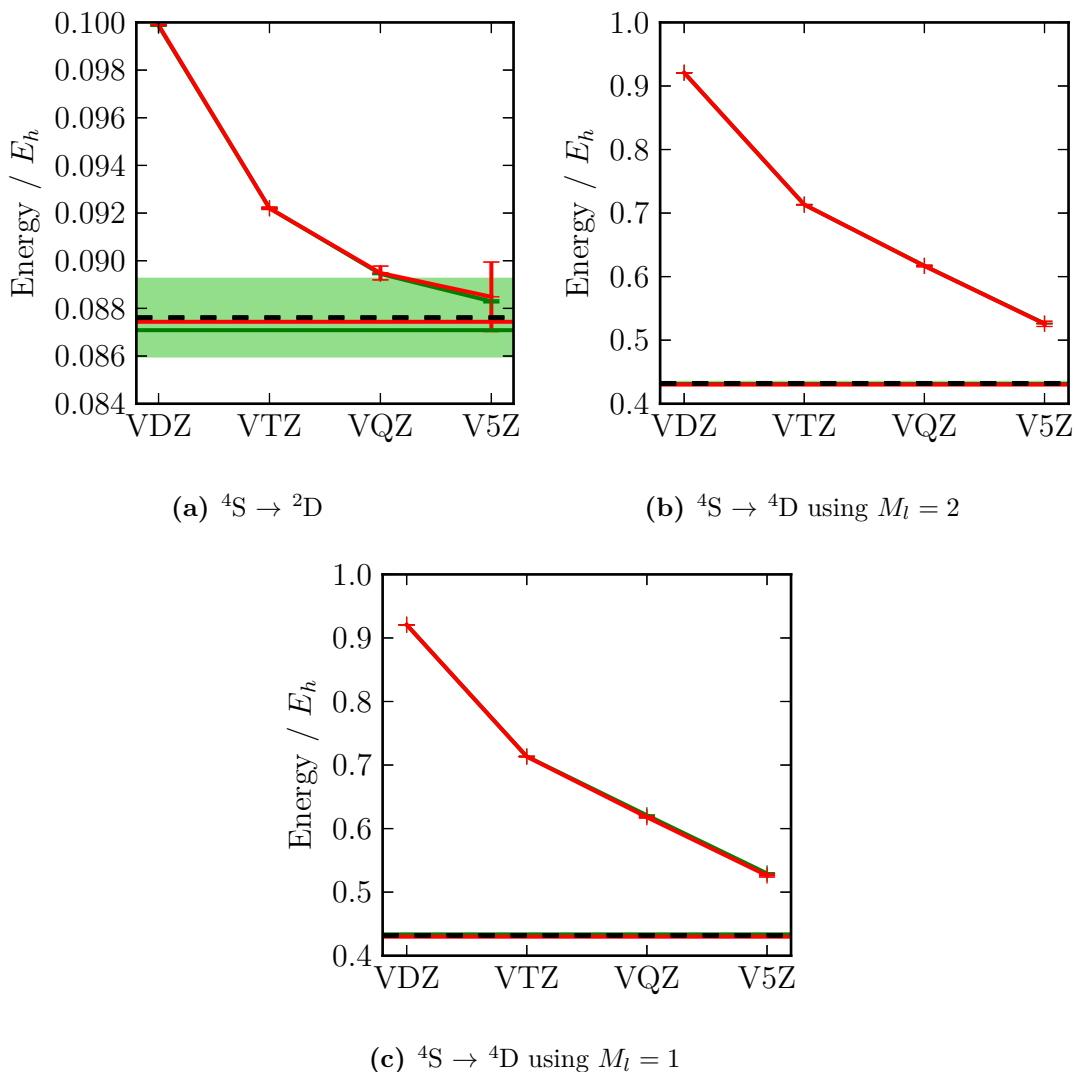 0.100
0.098
0.096
0.094
0.092
0.090
0.088
0.086
0.084
Energy / E_h
VDZ VTZ VQZ V5Z
(a) ⁴S → ²D
1.0
0.9
0.8
0.7
0.6
0.5
0.4
Energy / E_h
VDZ VTZ VQZ V5Z
(b) ⁴S → ⁴D using M_l = 2
1.0
0.9
0.8
0.7
0.6
0.5
0.4
Energy / E_h
VDZ VTZ VQZ V5Z
(c) ⁴S → ⁴D using M_l = 1